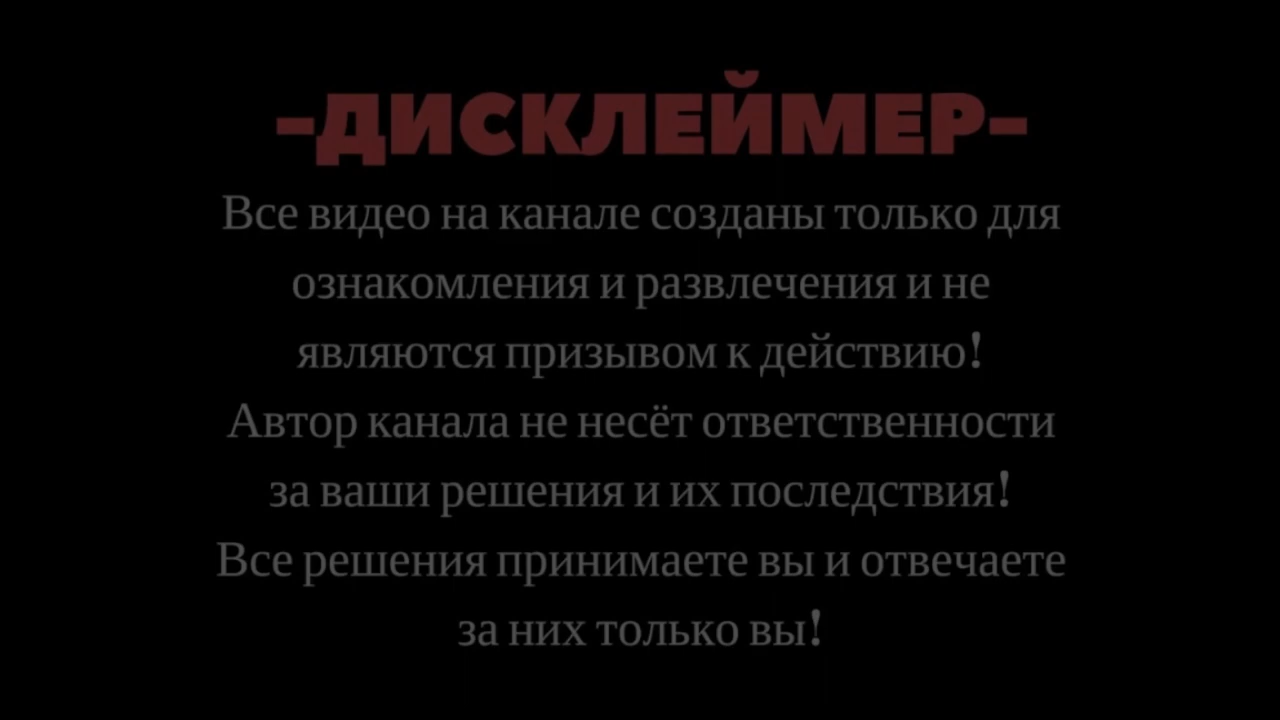 -ДИСКЛЕЙМЕР-
Все видео на канале созданы только для
ознакомления и развлечения и не
являются призывом к действию!
Автор канала не несёт ответственности
за ваши решения и их последствия!
Все решения принимаете вы и отвечаете
за них только вы!